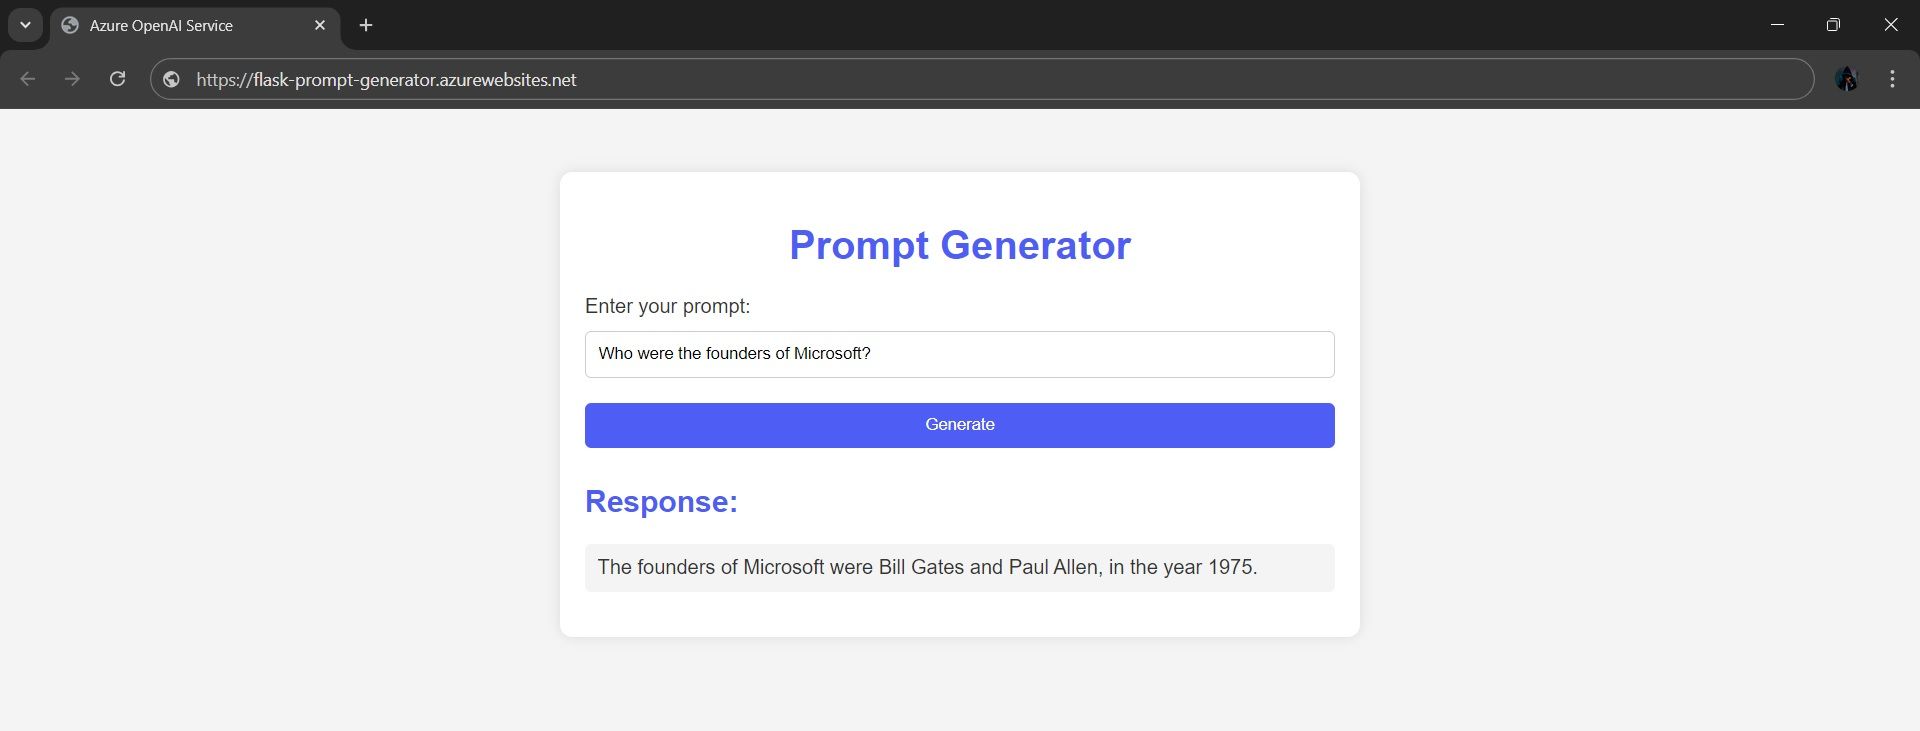 Azure OpenAI Service
https://flask-prompt-generator.azurewebsites.net
Prompt Generator
Enter your prompt:
Who were the founders of Microsoft?
Generate
Response:
The founders of Microsoft were Bill Gates and Paul Allen, in the year 1975.